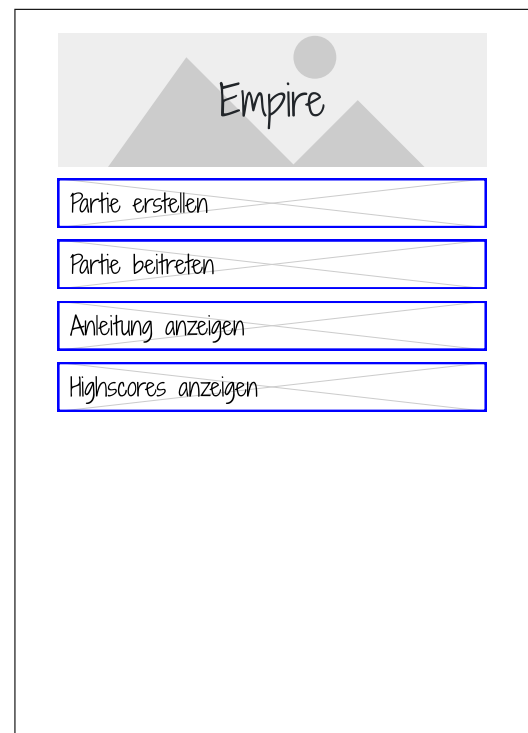 Empire
Partie erstellen
Partie beitreten
Anleitung anzeigen
Highscores anzeigen